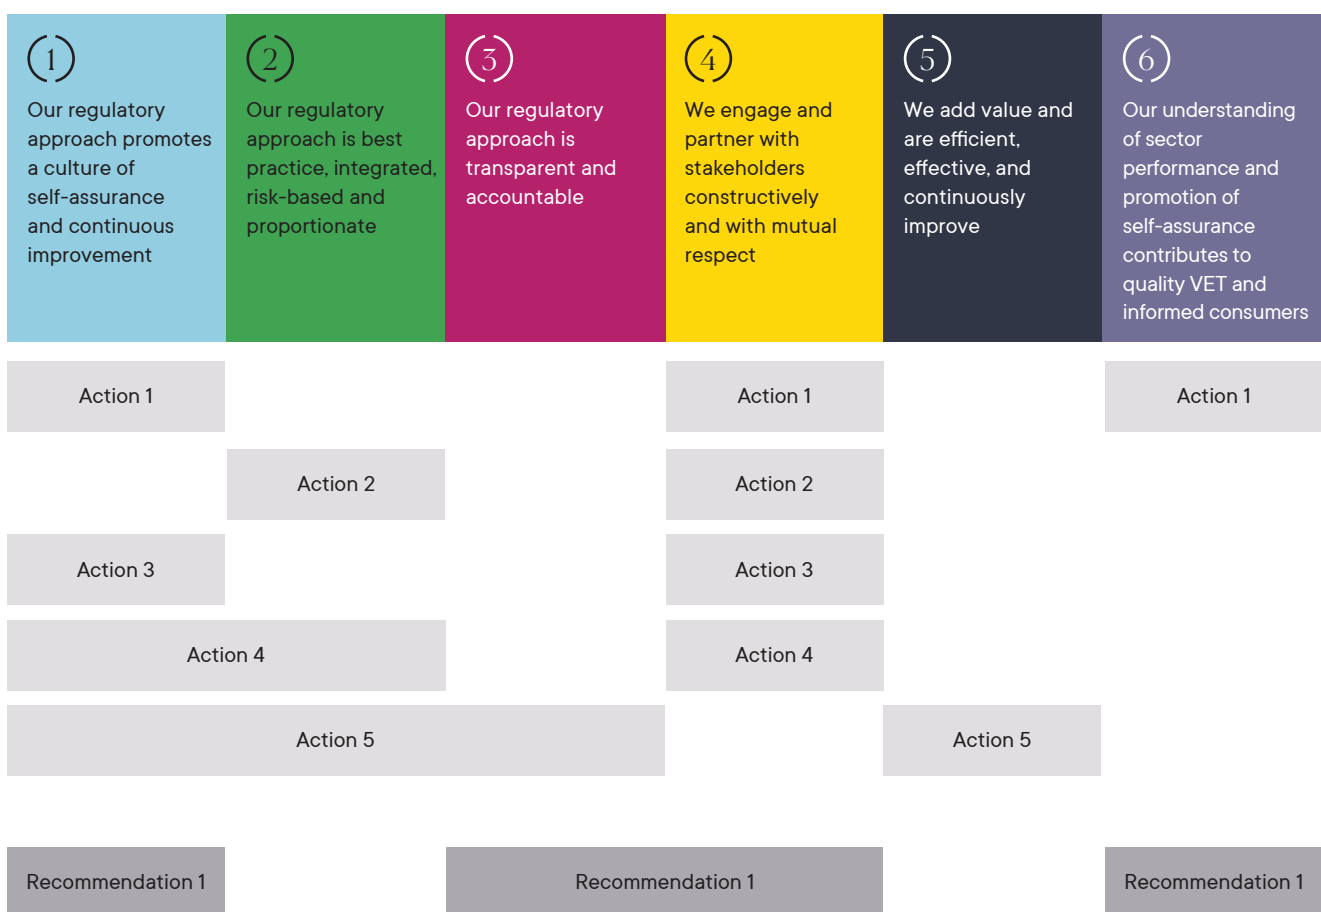 1
Our regulatory
approach promotes
a culture of
self-assurance
and continuous
improvement
2
Our regulatory
approach is best
practice, integrated,
risk-based and
proportionate
3
Our regulatory
approach is
transparent and
accountable
4
We engage and
partner with
stakeholders
constructively
and with mutual
respect
5
We add value and
are efficient,
effective, and
continuously
improve
6
Our understanding
of sector
performance and
promotion of
self-assurance
contributes to
quality VET and
informed consumers
Action 1
Action 1
Action 1
Action 2
Action 2
Action 3
Action 3
Action 4
Action 4
Action 5
Action 5
Recommendation 1
Recommendation 1
Recommendation 1